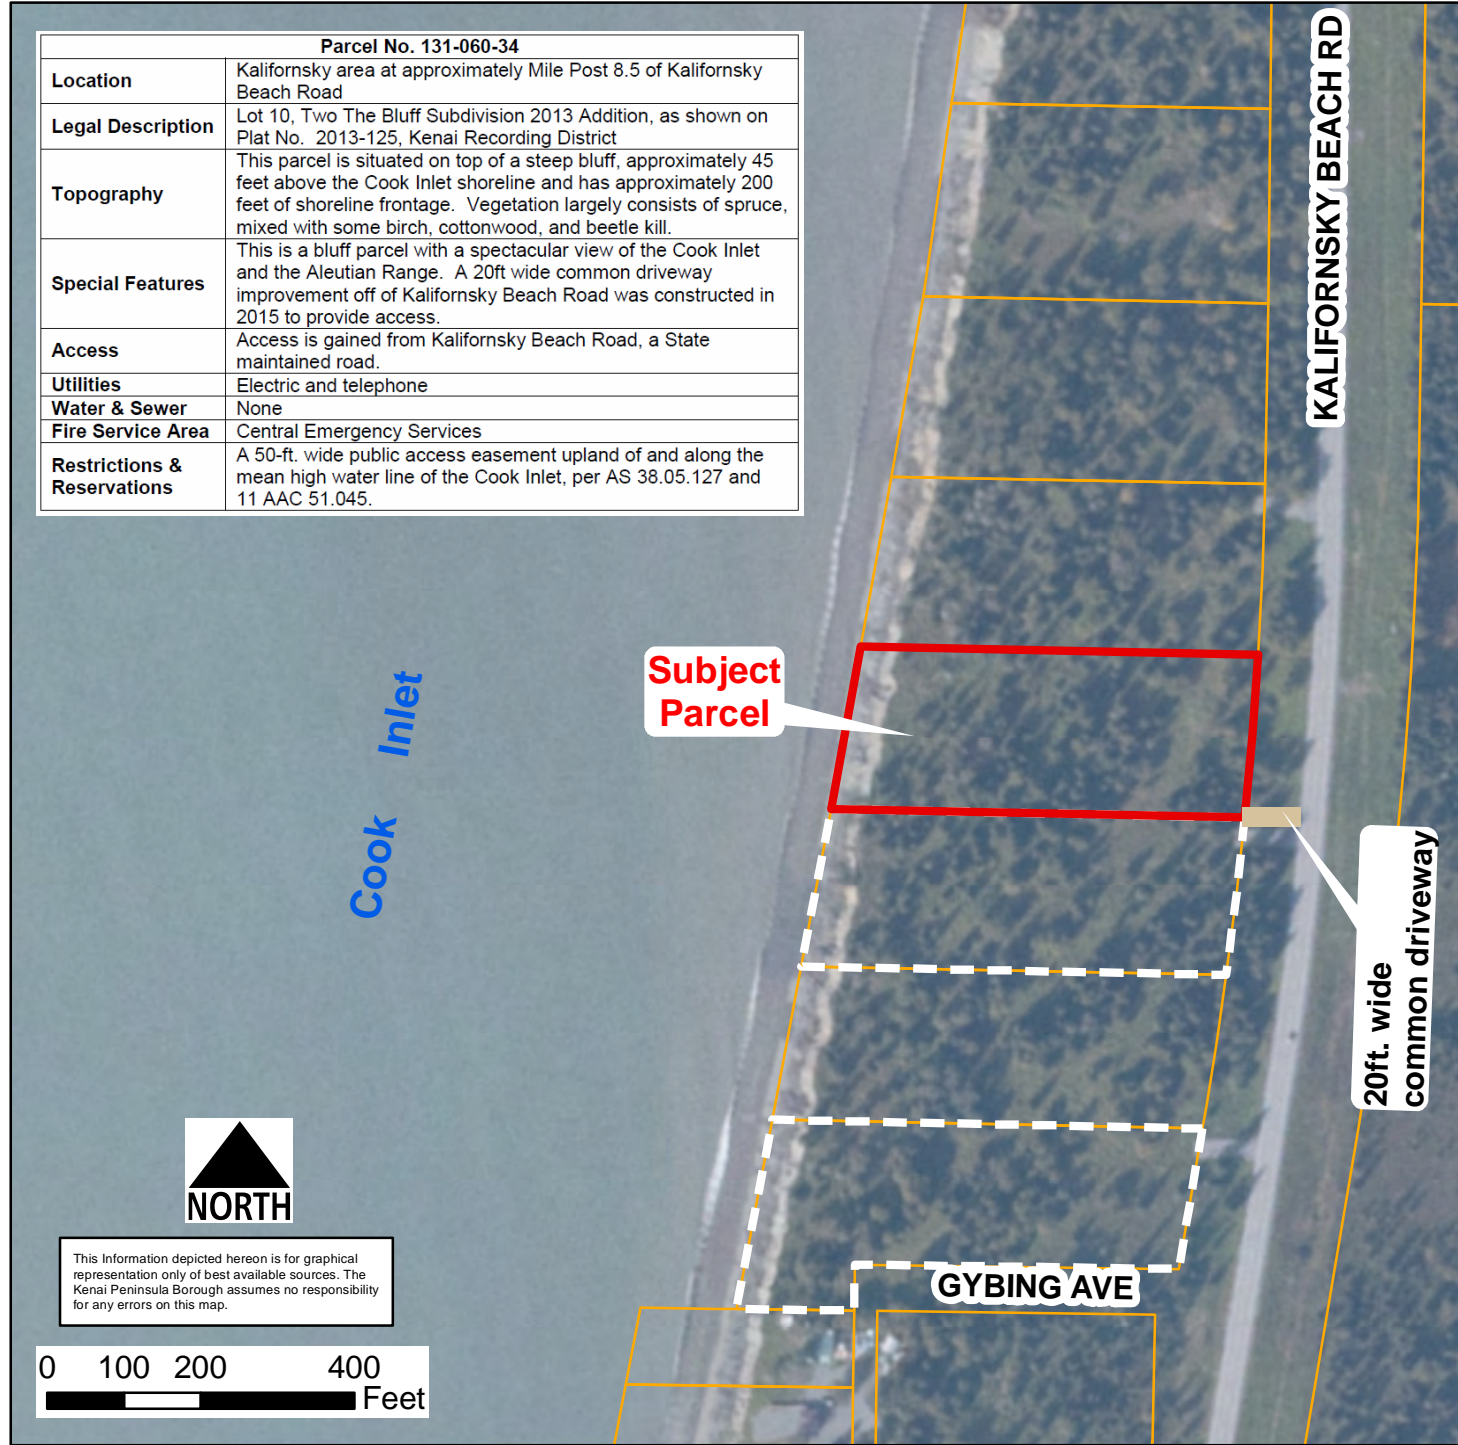 Parcel No. 131-060-34
Location
Kalifornsky area at approximately Mile Post 8.5 of Kalifornsky
Beach Road
Legal Description
Lot 10, Two The Bluff Subdivision 2013 Addition, as shown on
Plat No. 2013-125, Kenai Recording District
Topography
This parcel is situated on top of a steep bluff, approximately 45
feet above the Cook Inlet shoreline and has approximately 200
feet of shoreline frontage. Vegetation largely consists of spruce,
mixed with some birch, cottonwood, and beetle kill.
Special Features
This is a bluff parcel with a spectacular view of the Cook Inlet
and the Aleutian Range. A 20ft wide common driveway
improvement off of Kalifornsky Beach Road was constructed in
2015 to provide access.
Access
Access is gained from Kalifornsky Beach Road, a State
maintained road.
Utilities
Electric and telephone
Water & Sewer
None
Fire Service Area
Central Emergency Services
Restrictions &
Reservations
A 50-ft. wide public access easement upland of and along the
mean high water line of the Cook Inlet, per AS 38.05.127 and
11 AAC 51.045.
KALIFORNSKY BEACH RD
Subject
Parcel
Cook Inlet
20ft. wide
common driveway
GYBING AVE
NORTH
This Information depicted hereon is for graphical
representation only of best available sources. The
Kenai Peninsula Borough assumes no responsibility
for any errors on this map.
0 100 200 400
Feet